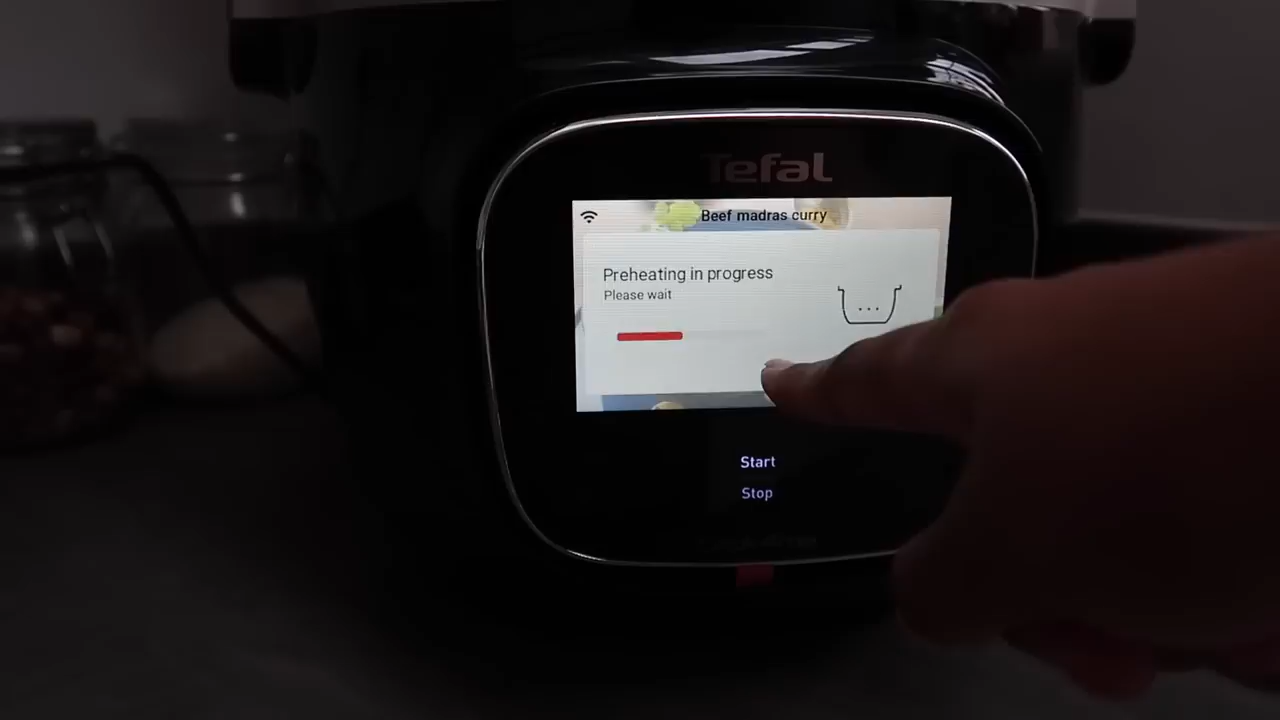 Tefal
Beef madras curry
Preheating in progress
Please wait
Start
Stop